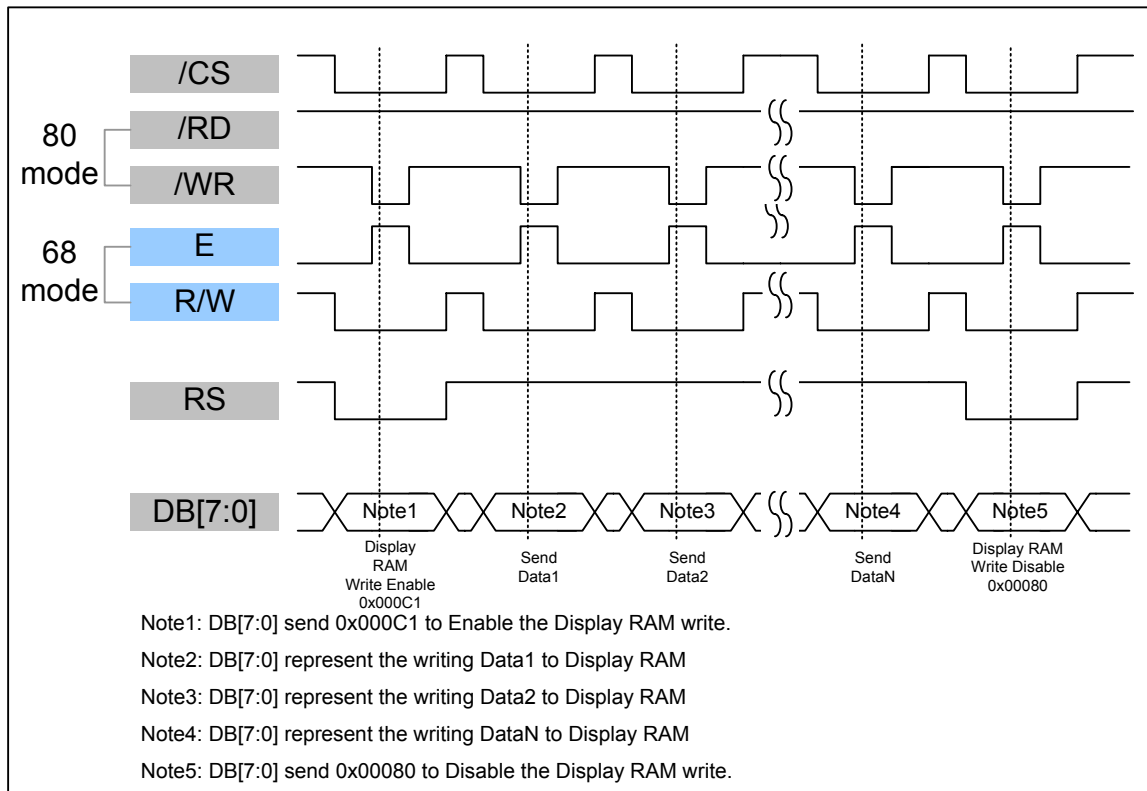 /CS
/RD
80
mode
/WR
E
68
mode
R/W
RS
DB[7:0]
Note1
Note2
Note3
Note4
Note5
Display
RAM
Write Enable
0x000C1
Send
Data1
Send
Data2
Send
DataN
Display RAM
Write Disable
0x00080
Note1: DB[7:0] send 0x000C1 to Enable the Display RAM write.
Note2: DB[7:0] represent the writing Data1 to Display RAM
Note3: DB[7:0] represent the writing Data2 to Display RAM
Note4: DB[7:0] represent the writing DataN to Display RAM
Note5: DB[7:0] send 0x00080 to Disable the Display RAM write.